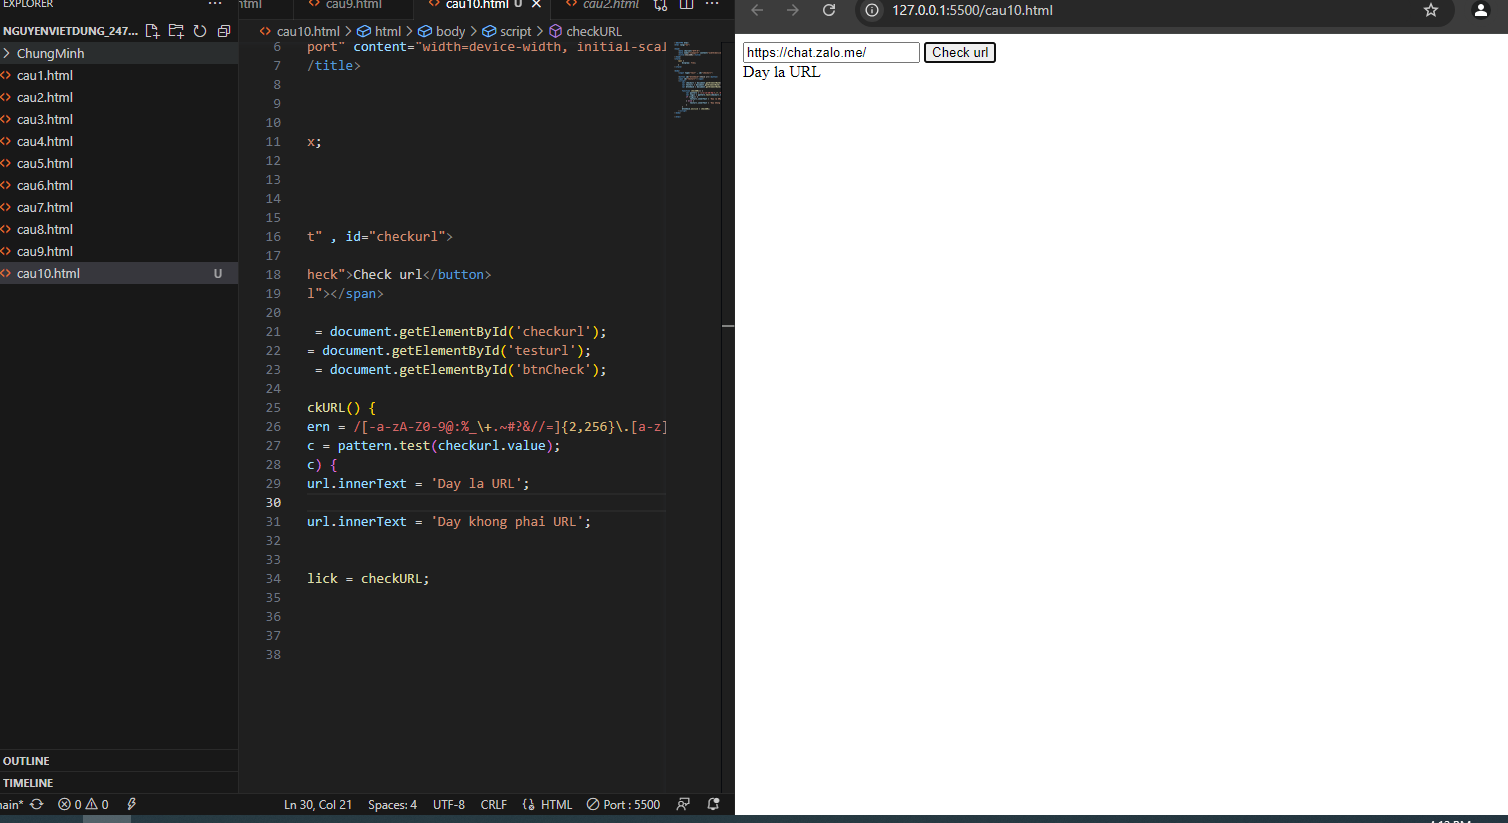 EXPLORER
NGUYENVIETDUNG_247...
ChungMinh
cau1.html
cau2.html
cau3.html
cau4.html
cau5.html
cau6.html
cau7.html
cau8.html
cau9.html
cau10.html U
OUTLINE
TIMELINE
html cau9.html cau10.html U cau2.html
cau10.html > html > body > script > checkURL
6 port" content="width=device-width, initial-scal
7 /title>
8
9
10
11 x;
12
13
14
15
16 t" , id="checkurl">
17
18 heck">Check url</button>
19 l"></span>
20
21 = document.getElementById('checkurl');
22 = document.getElementById('testurl');
23 = document.getElementById('btnCheck');
24
25 ckURL() {
26 ern = /[-a-zA-Z0-9@:%_\+.~#?&//=]{2,256}\.[a-z]
27 c = pattern.test(checkurl.value);
28 c) {
29 url.innerText = 'Day la URL';
30
31 url.innerText = 'Day khong phai URL';
32
33
34 lick = checkURL;
35
36
37
38
ain* 0 0 Ln 30, Col 21 Spaces: 4 UTF-8 CRLF HTML Port : 5500
127.0.0.1:5500/cau10.html
https://chat.zalo.me/ Check url
Day la URL